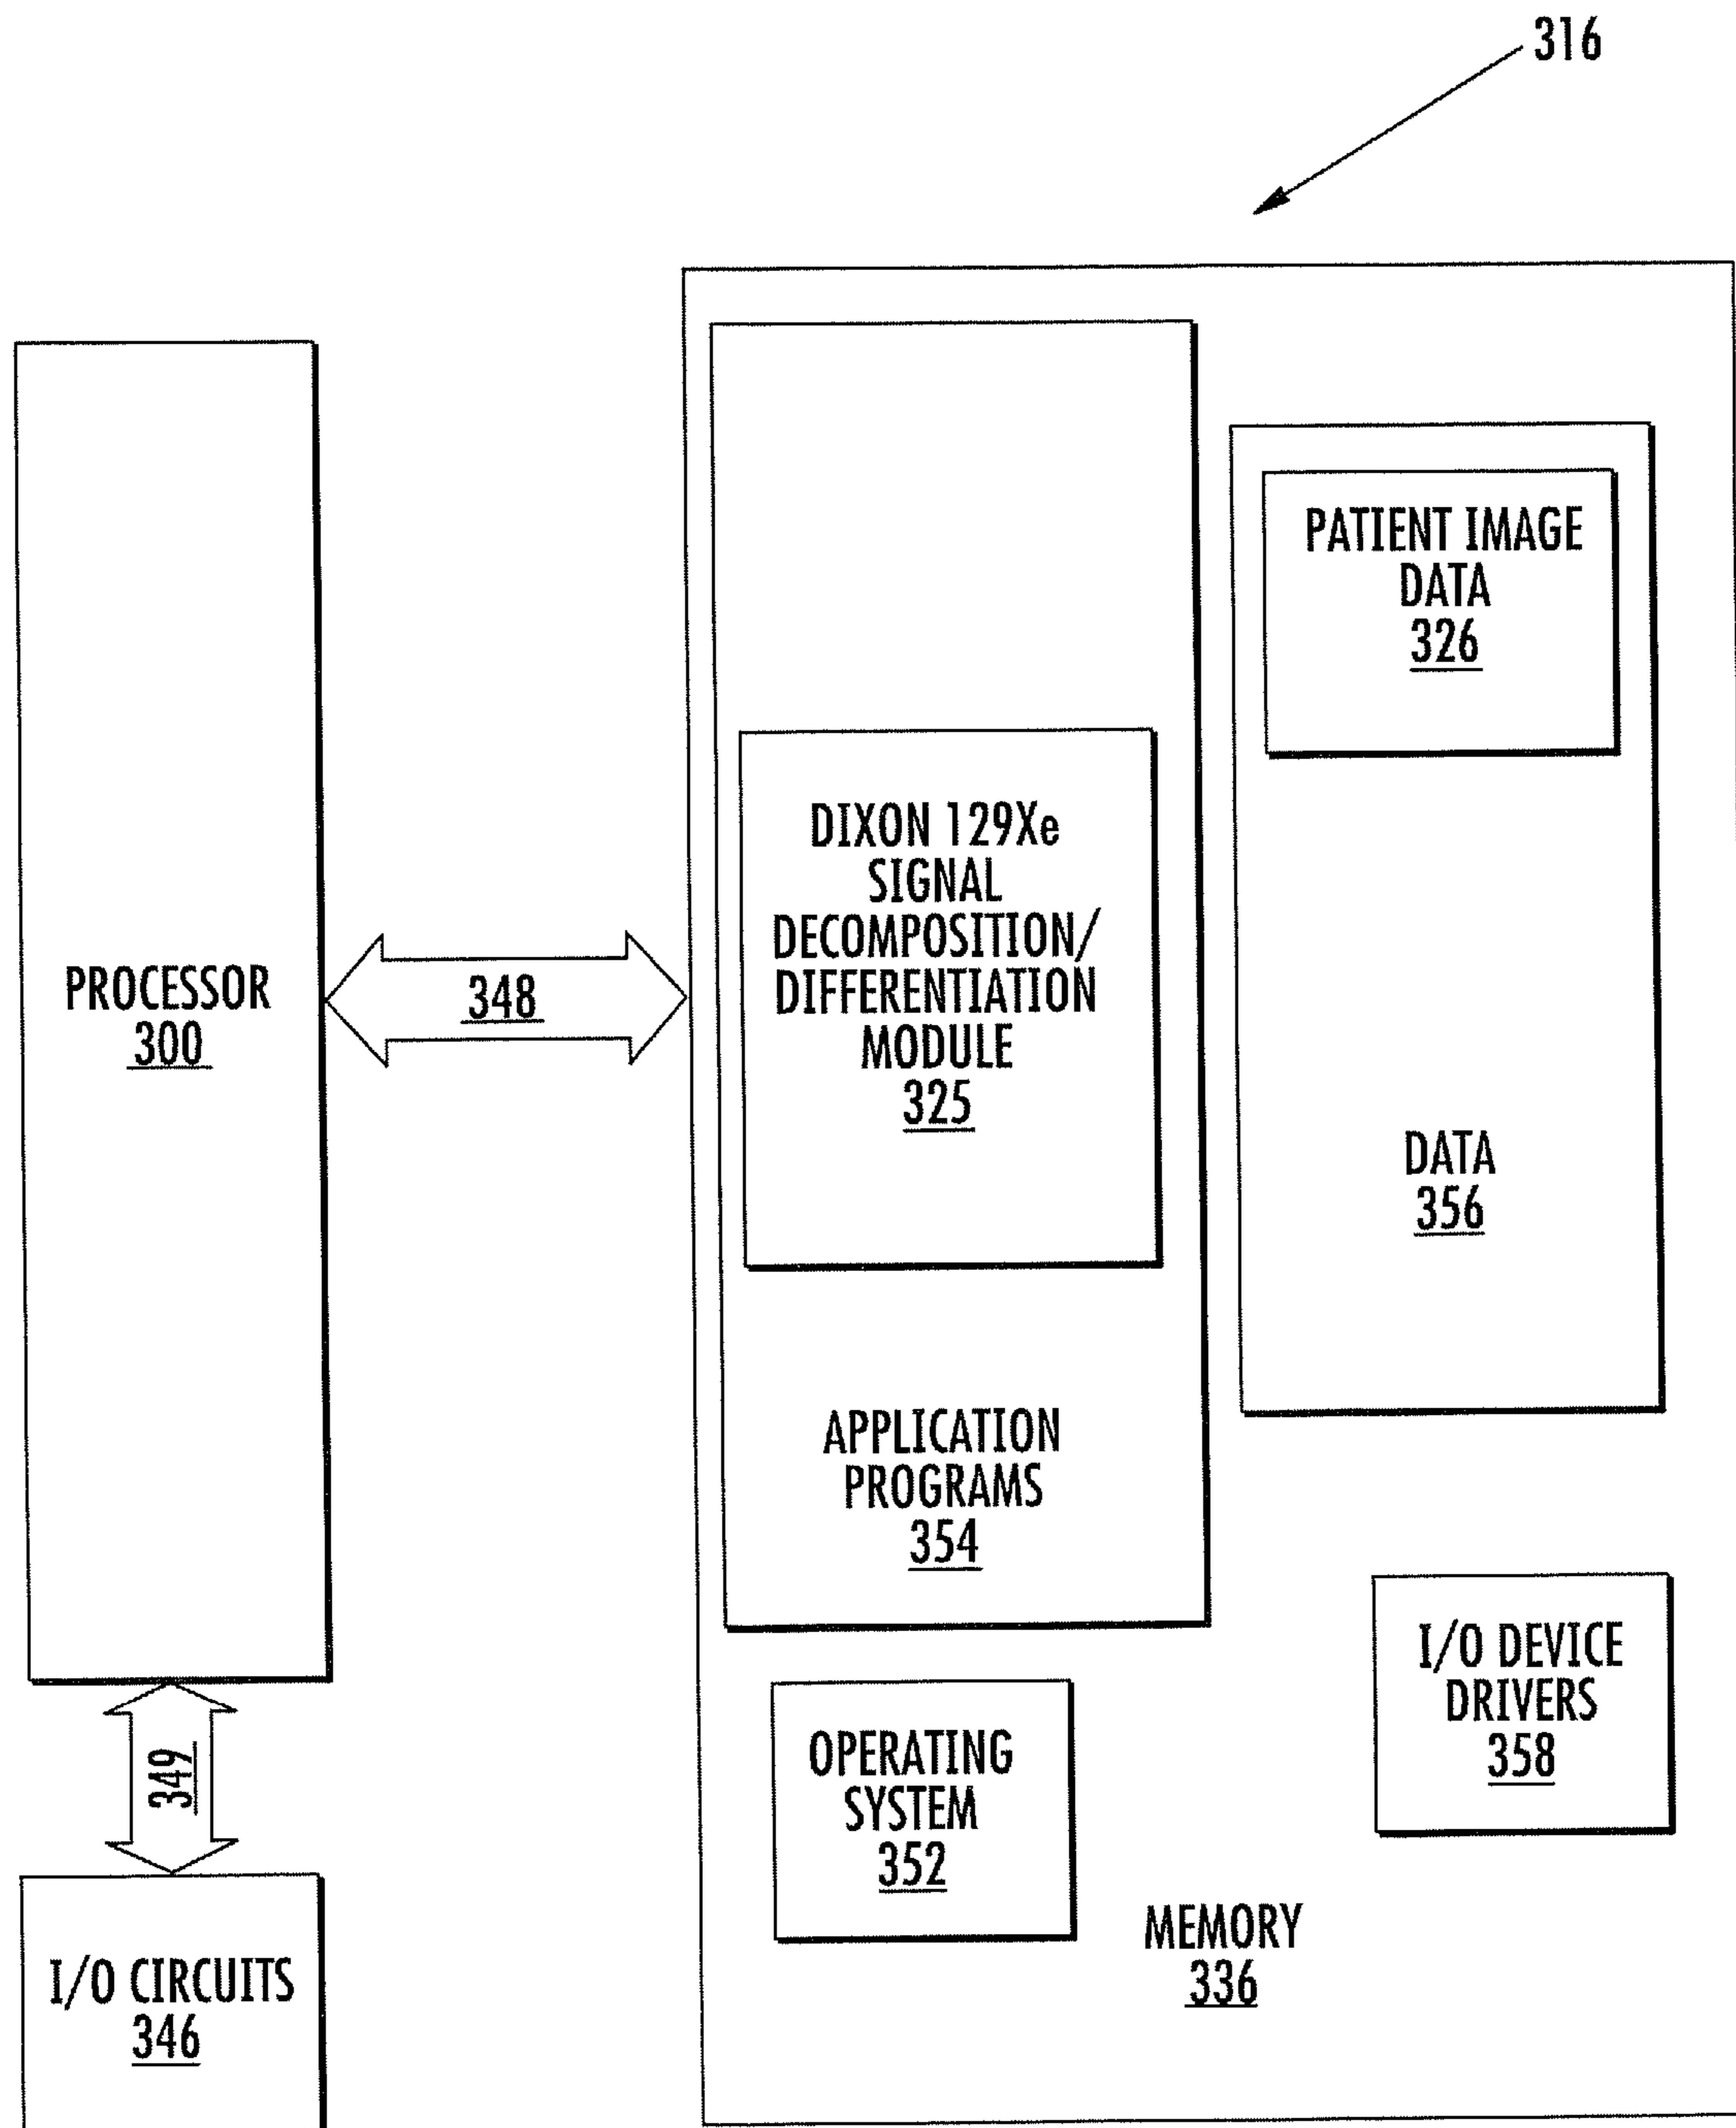 316
PROCESSOR
300
348
349
I/O CIRCUITS
346
DIXON 129Xe
SIGNAL
DECOMPOSITION/
DIFFERENTIATION
MODULE
325
APPLICATION
PROGRAMS
354
PATIENT IMAGE
DATA
326
DATA
356
OPERATING
SYSTEM
352
I/O DEVICE
DRIVERS
358
MEMORY
336